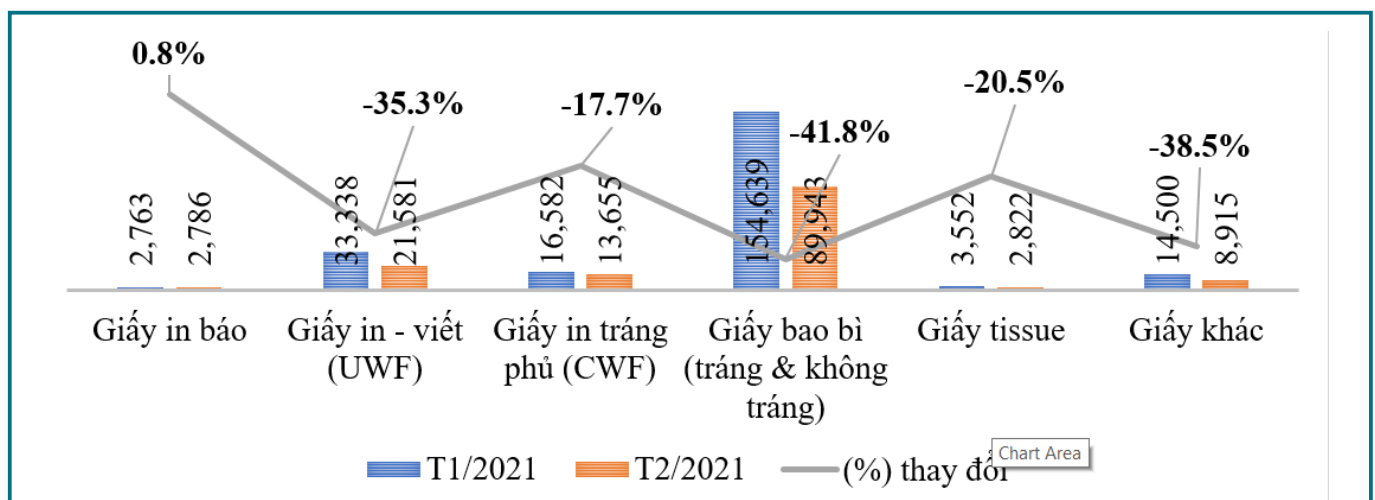 0.8%
-35.3%
-17.7%
-41.8%
-20.5%
-38.5%
2,763
2,786
33,338
21,581
16,582
13,655
154,639
89,943
3,552
2,822
14,500
8,915
Giấy in báo
Giấy in - viết
(UWF)
Giấy in tráng
phủ (CWF)
Giấy bao bì
(tráng & không
tráng)
Giấy tissue
Giấy khác
T1/2021
T2/2021
(%) thay đổi
Chart Area